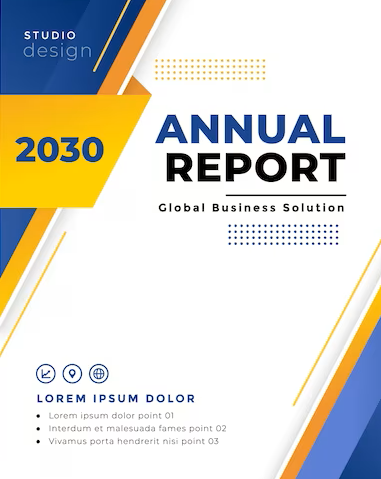 STUDIO
design
2030
ANNUAL
REPORT
Global Business Solution
LOREM IPSUM DOLOR
• Lorem ipsum dolor point 01
• Interdum et malesuada fames point 02
• Vivamus porta hendrerit nisi point 03